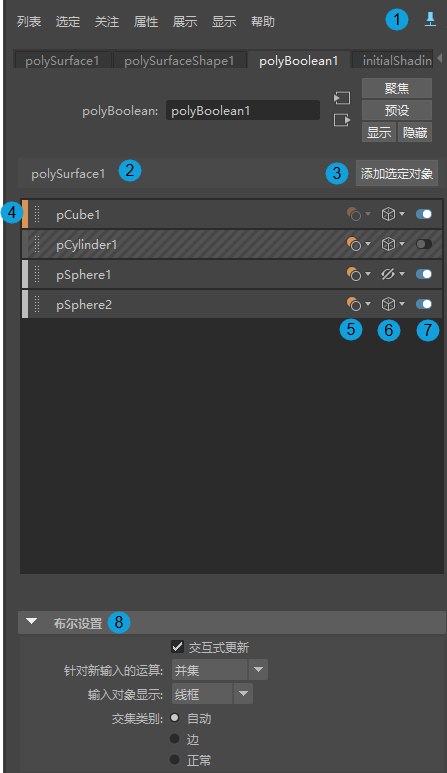 列表 选定 关注 属性 展示 显示 帮助 1
polySurface1 polySurfaceShape1 polyBoolean1 initialShadin
聚焦
polyBoolean: polyBoolean1 预设
显示 隐藏
polySurface1 2 3 添加选定对象
4 pCube1
pCylinder1
pSphere1
pSphere2
5 6 7
布尔设置 8
交互式更新
针对新输入的运算: 并集
输入对象显示: 线框
交集类别: 自动
边
正常